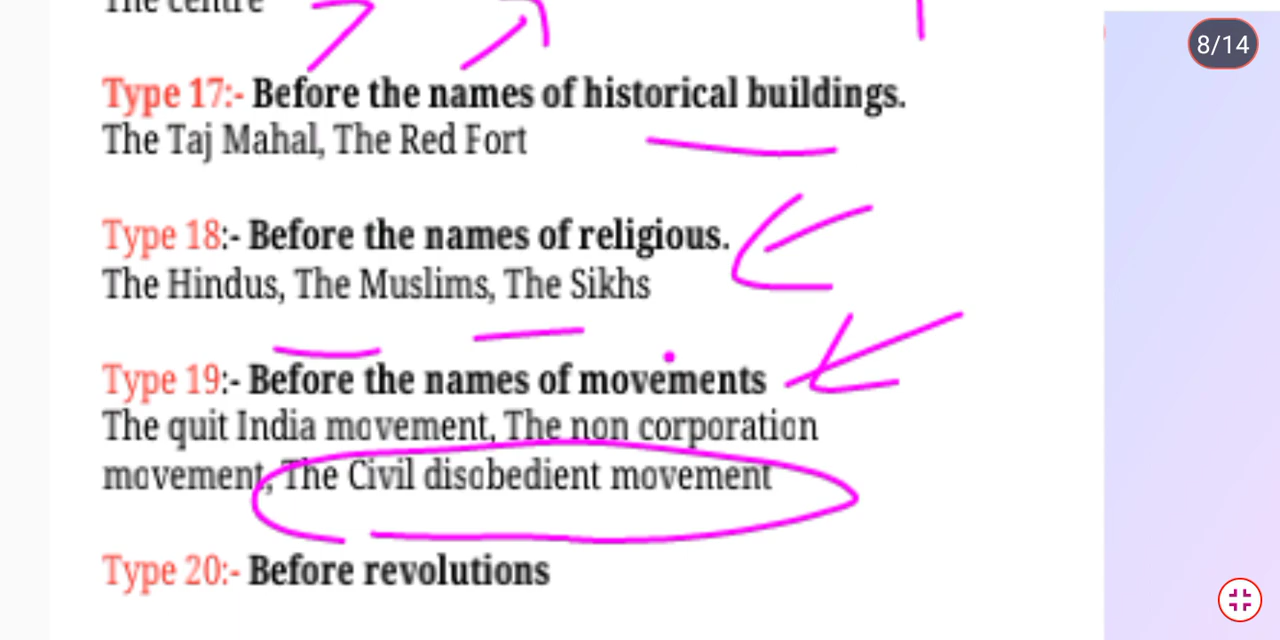 The centre
8/14
Type 17:- Before the names of historical buildings.
The Taj Mahal, The Red Fort
Type 18:- Before the names of religious.
The Hindus, The Muslims, The Sikhs
Type 19:- Before the names of movements
The quit India movement, The non corporation
movement, The Civil disobedient movement
Type 20:- Before revolutions